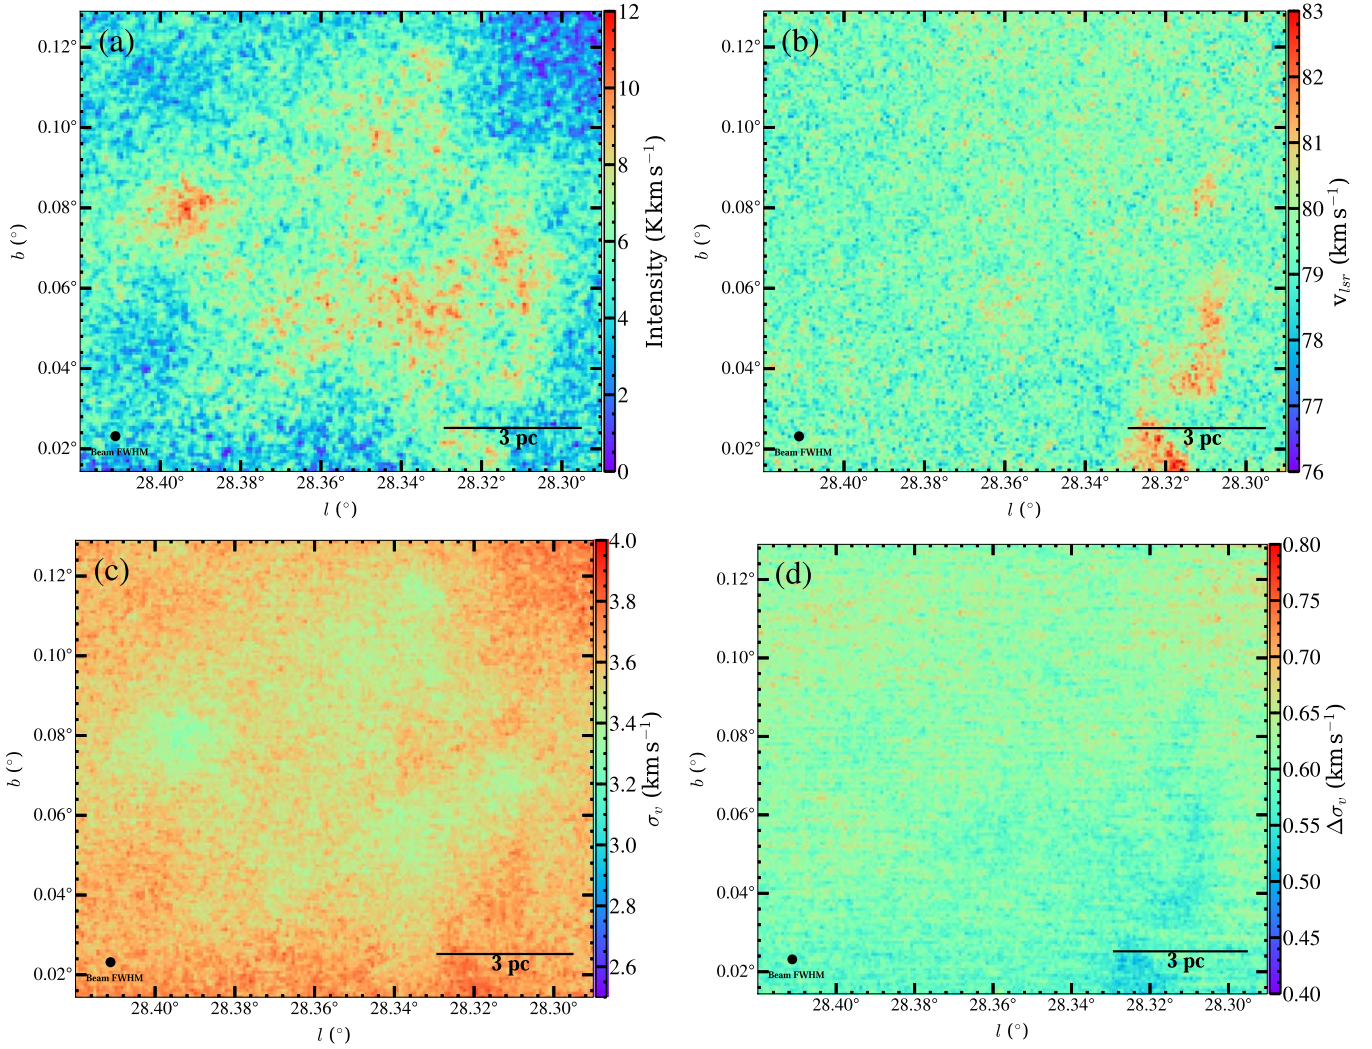 (a)
0.12°
0.10°
0.08°
0.06°
0.04°
0.02°
b (°)
28.40 28.38 28.36 28.34 28.32 28.30
l (°)
3 pc
Beam FWHM
12
10
8
6
4
2
0
Intensity (K km s⁻¹)
(b)
0.12°
0.10°
0.08°
0.06°
0.04°
0.02°
b (°)
28.40 28.38 28.36 28.34 28.32 28.30
l (°)
3 pc
Beam FWHM
83
82
81
80
79
78
77
76
v_lsr (km s⁻¹)
(c)
0.12°
0.10°
0.08°
0.06°
0.04°
0.02°
b (°)
28.40° 28.38° 28.36° 28.34° 28.32° 28.30°
l (°)
3 pc
Beam FWHM
4.0
3.8
3.6
3.4
3.2
3.0
2.8
2.6
σ_v (km s⁻¹)
(d)
0.12°
0.10°
0.08°
0.06°
0.04°
0.02°
b (°)
28.40° 28.38° 28.36° 28.34° 28.32° 28.30°
l (°)
3 pc
Beam FWHM
0.80
0.75
0.70
0.65
0.60
0.55
0.50
0.45
0.40
Δσ_v (km s⁻¹)